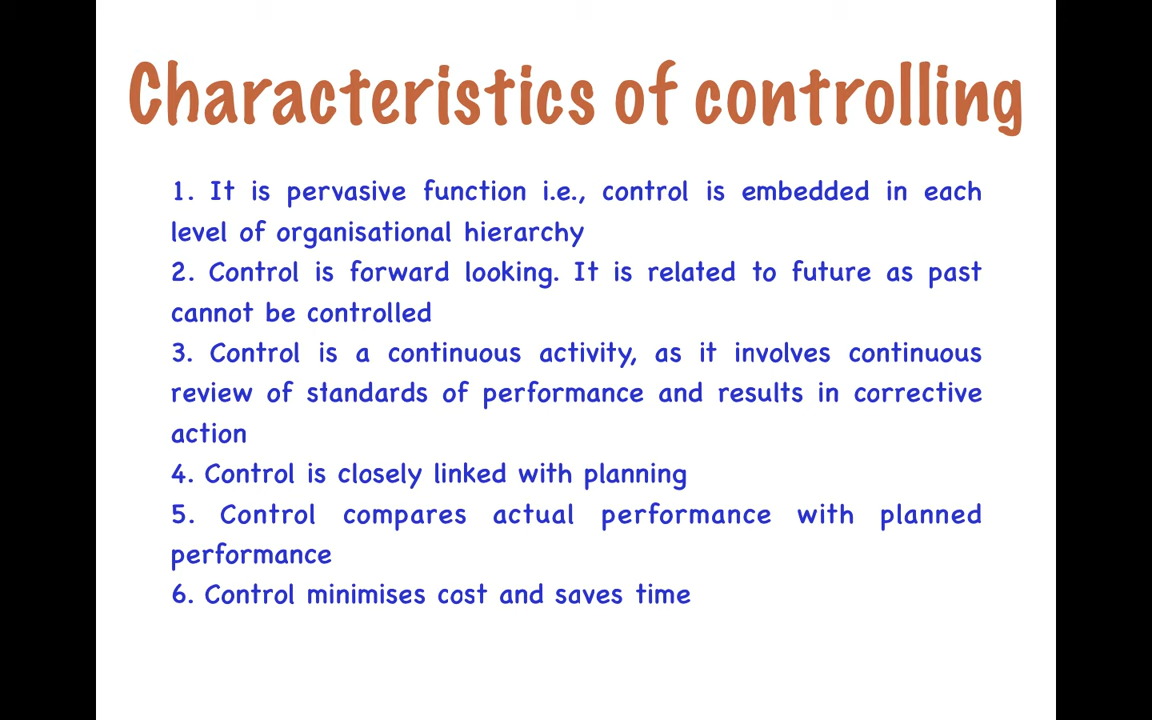 Characteristics of controlling
1. It is pervasive function i.e., control is embedded in each
level of organisational hierarchy
2. Control is forward looking. It is related to future as past
cannot be controlled
3. Control is a continuous activity, as it involves continuous
review of standards of performance and results in corrective
action
4. Control is closely linked with planning
5. Control compares actual performance with planned
performance
6. Control minimises cost and saves time